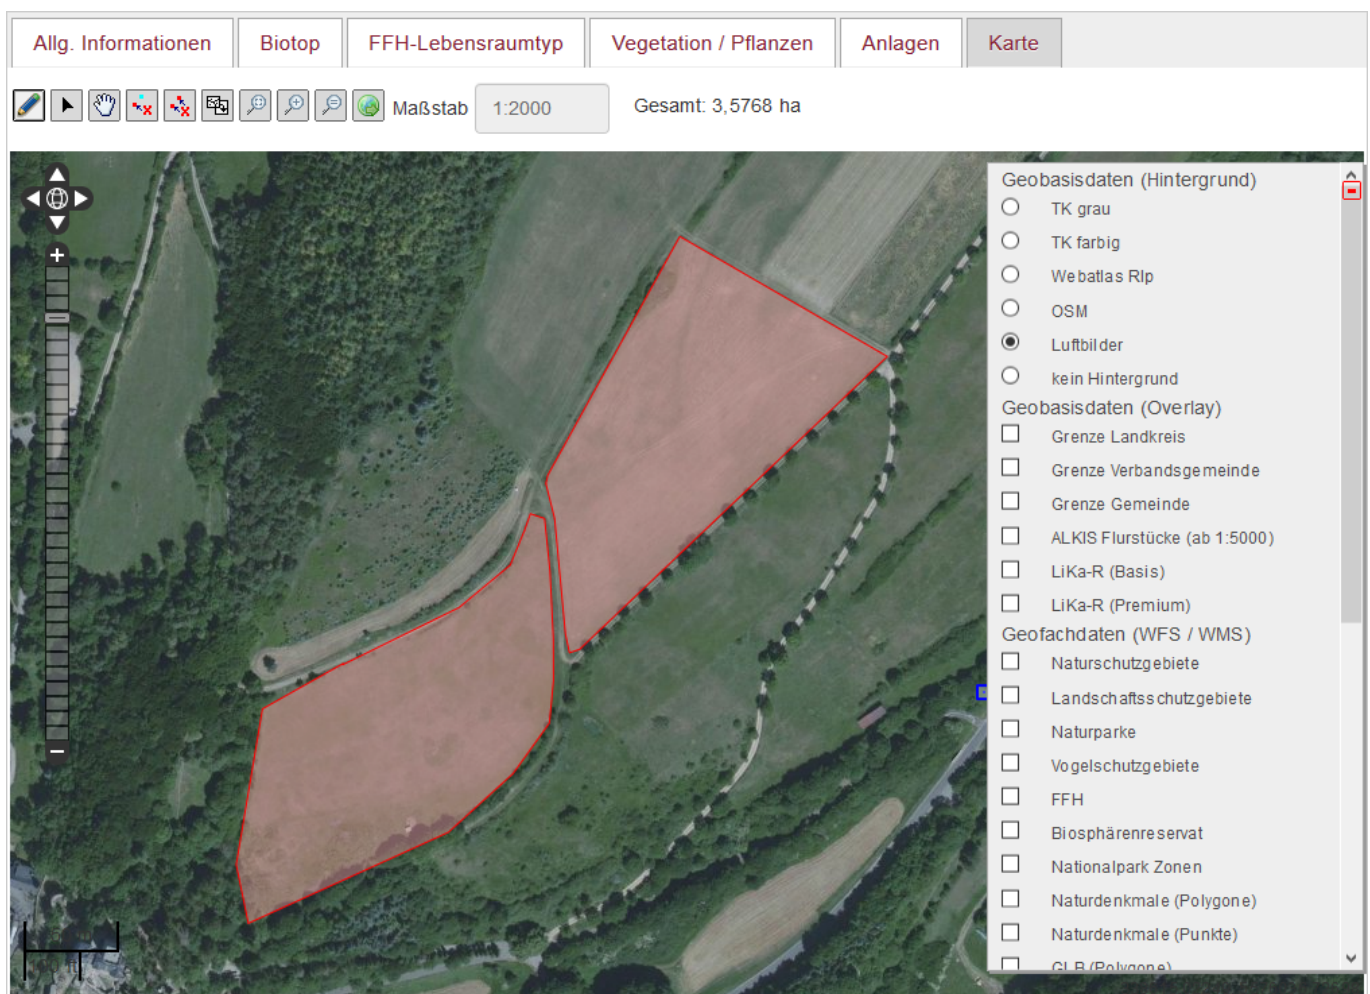 Allg. Informationen
Biotop
FFH-Lebensraumtyp
Vegetation / Pflanzen
Anlagen
Karte
Maßstab
1:2000
Gesamt: 3,5768 ha
Geobasisdaten (Hintergrund)
TK grau
TK farbig
Webatlas Rlp
OSM
Luftbilder
kein Hintergrund
Geobasisdaten (Overlay)
Grenze Landkreis
Grenze Verbandsgemeinde
Grenze Gemeinde
ALKIS Flurstücke (ab 1:5000)
LiKa-R (Basis)
LiKa-R (Premium)
Geofachdaten (WFS / WMS)
Naturschutzgebiete
Landschaftsschutzgebiete
Naturparke
Vogelschutzgebiete
FFH
Biosphärenreservat
Nationalpark Zonen
Naturdenkmale (Polygone)
Naturdenkmale (Punkte)
GLB (Polygone)